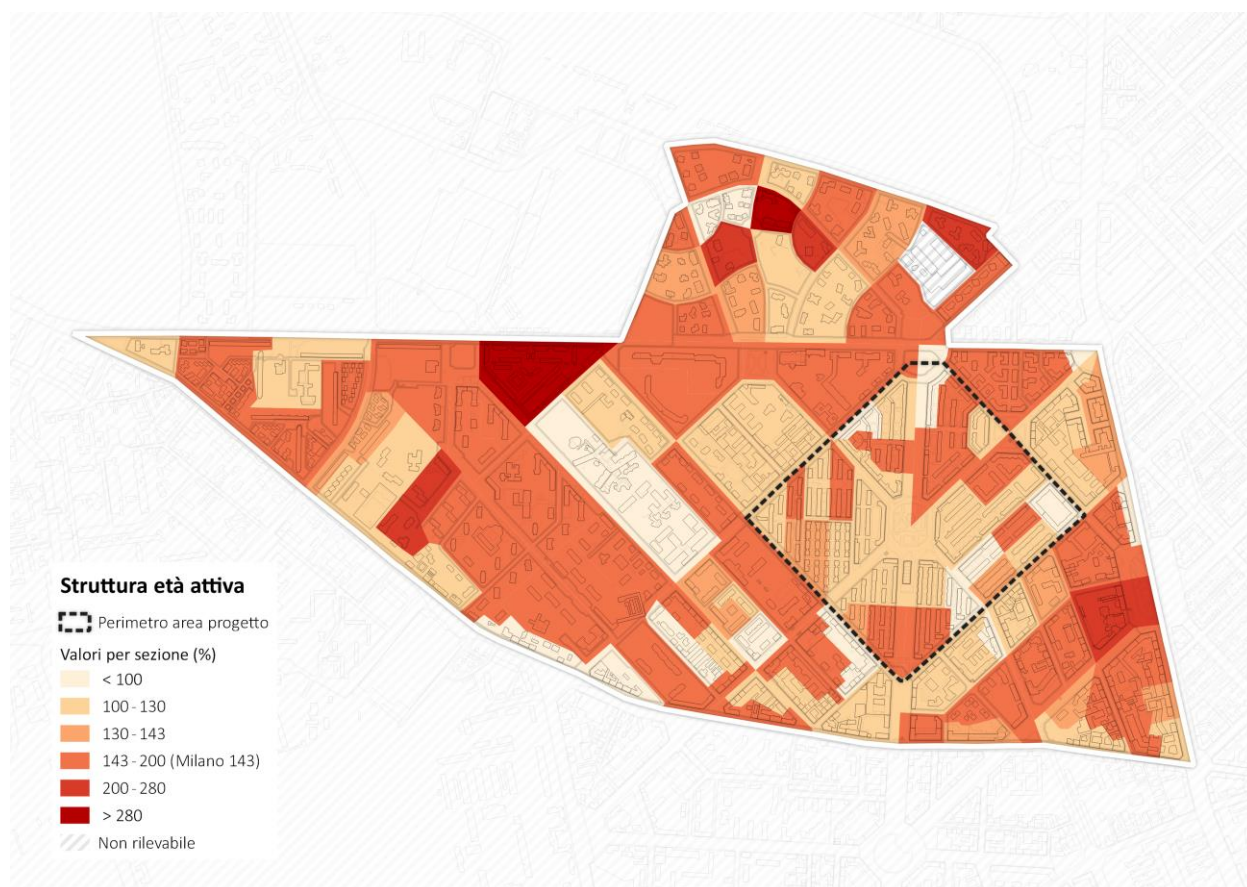 Struttura età attiva
Perimetro area progetto
Valori per sezione (%)
< 100
100 - 130
130 - 143
143 - 200 (Milano 143)
200 - 280
> 280
Non rilevabile